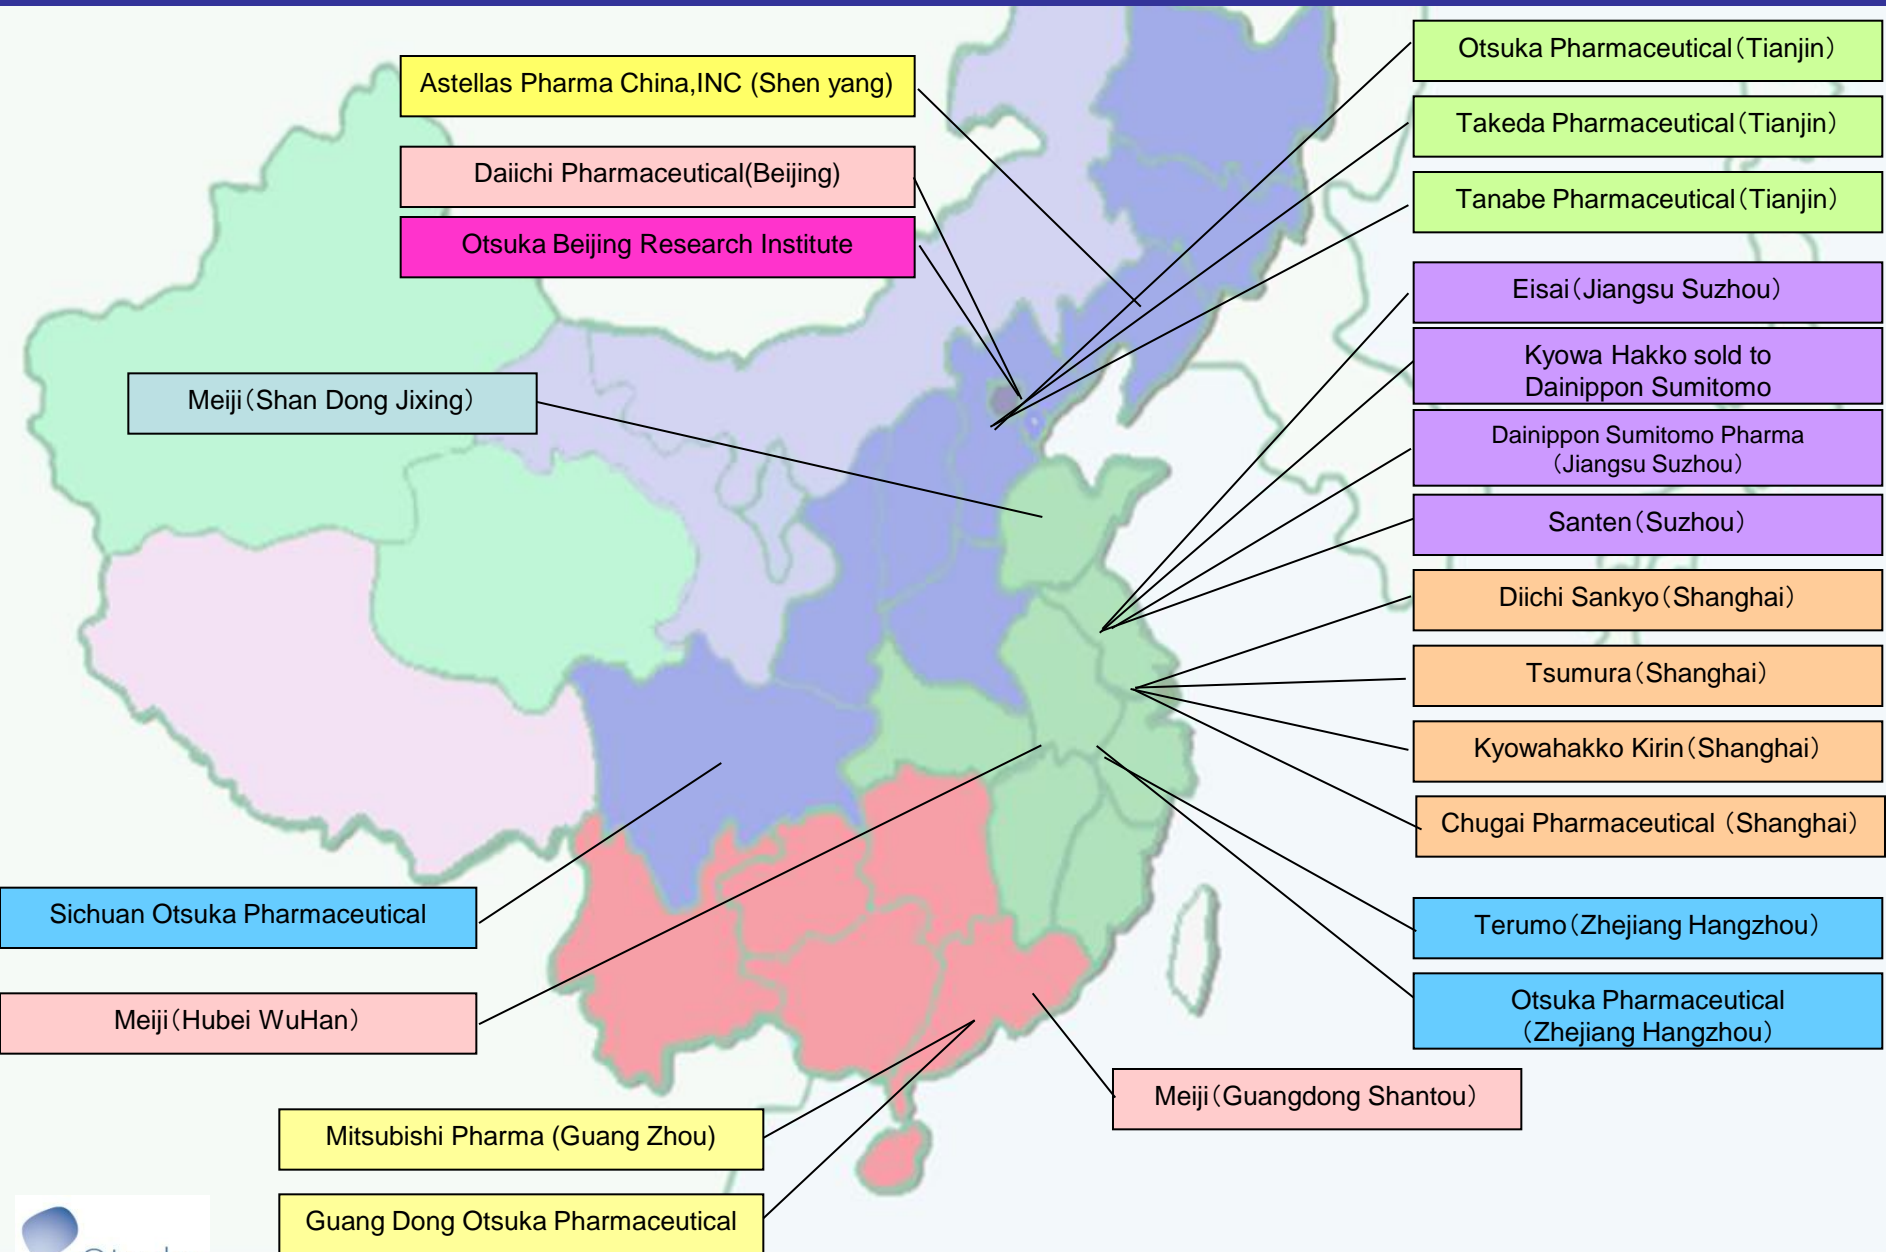 Astellas Pharma China,INC (Shen yang)
Daiichi Pharmaceutical(Beijing)
Otsuka Beijing Research Institute
Meiji（Shan Dong Jixing）
Sichuan Otsuka Pharmaceutical
Meiji（Hubei WuHan）
Mitsubishi Pharma (Guang Zhou)
Guang Dong Otsuka Pharmaceutical
Otsuka Pharmaceutical（Tianjin）
Takeda Pharmaceutical（Tianjin）
Tanabe Pharmaceutical（Tianjin）
Eisai（Jiangsu Suzhou）
Kyowa Hakko sold to
Dainippon Sumitomo
Dainippon Sumitomo Pharma
（Jiangsu Suzhou）
Santen（Suzhou）
Diichi Sankyo（Shanghai）
Tsumura（Shanghai）
Kyowahakko Kirin（Shanghai）
Chugai Pharmaceutical （Shanghai）
Terumo（Zhejiang Hangzhou）
Otsuka Pharmaceutical
（Zhejiang Hangzhou）
Meiji（Guangdong Shantou）